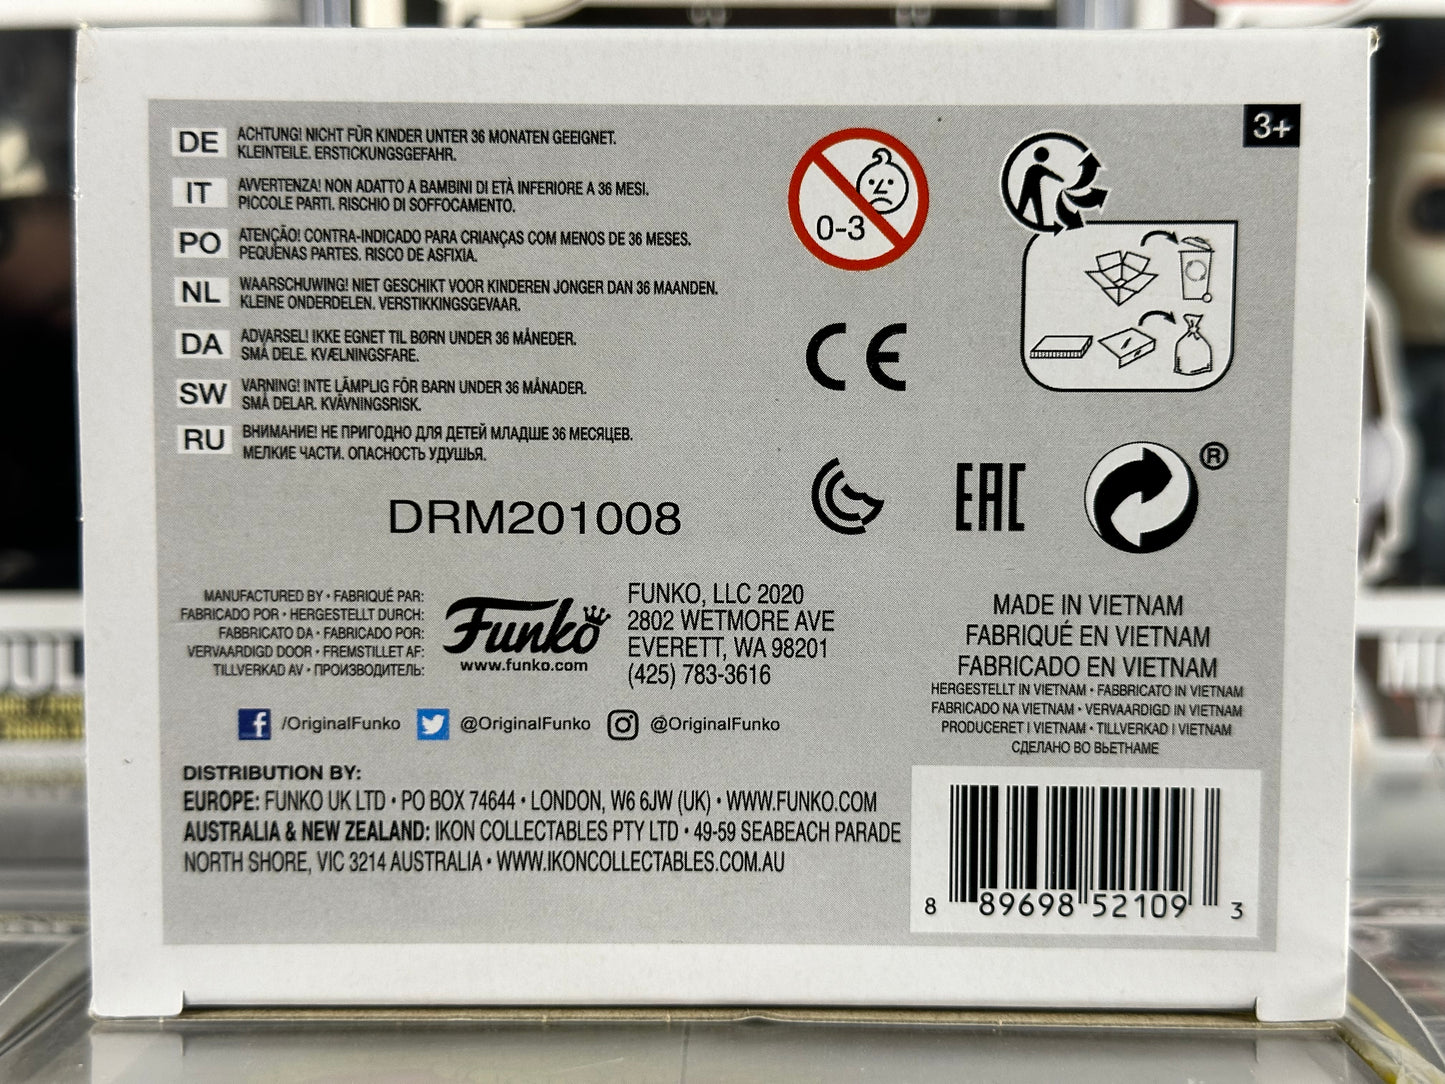 3+
DE ACHTUNG! NICHT FÜR KINDER UNTER 36 MONATEN GEEIGNET.
KLEINTEILE. ERSTICKUNGSGEFAHR.
IT AVVERTENZA! NON ADATTO A BAMBINI DI ETÀ INFERIORE A 36 MESI.
PICCOLE PARTI. RISCHIO DI SOFFOCAMENTO.
PO ATENÇÃO! CONTRA-INDICADO PARA CRIANÇAS COM MENOS DE 36 MESES.
PEQUENAS PARTES. RISCO DE ASFIXIA.
NL WAARSCHUWING! NIET GESCHIKT VOOR KINDEREN JONGER DAN 36 MAANDEN.
KLEINE ONDERDELEN. VERSTIKKINGSGEVAAR.
DA ADVARSEL! IKKE EGNET TIL BØRN UNDER 36 MÅNEDER.
SMÅ DELE. KVÆLNINGSFARE.
SW VARNING! INTE LÄMPLIG FÖR BARN UNDER 36 MÅNADER.
SMÅ DELAR. KVÄVNINGSRISK.
RU ВНИМАНИЕ! НЕ ПРИГОДНО ДЛЯ ДЕТЕЙ МЛАДШЕ 36 МЕСЯЦЕВ.
МЕЛКИЕ ЧАСТИ. ОПАСНОСТЬ УДУШЬЯ.
0-3
CE
EAC
®
DRM201008
MANUFACTURED BY • FABRIQUÉ PAR:
FABRICADO POR • HERGESTELLT DURCH:
FABBRICATO DA • FABRICADO POR:
VERVAARDIGD DOOR • FREMSTILLET AF:
TILLVERKAD AV • ПРОИЗВОДИТЕЛЬ:
Funko
www.funko.com
FUNKO, LLC 2020
2802 WETMORE AVE
EVERETT, WA 98201
(425) 783-3616
MADE IN VIETNAM
FABRIQUÉ EN VIETNAM
FABRICADO EN VIETNAM
HERGESTELLT IN VIETNAM • FABBRICATO IN VIETNAM
FABRICADO NA VIETNAM • VERVAARDIGD IN VIETNAM
PRODUCERET I VIETNAM • TILLVERKAD I VIETNAM
СДЕЛАНО ВО ВЬЕТНАМЕ
/OriginalFunko @OriginalFunko @OriginalFunko
DISTRIBUTION BY:
EUROPE: FUNKO UK LTD • PO BOX 74644 • LONDON, W6 6JW (UK) • WWW.FUNKO.COM
AUSTRALIA & NEW ZEALAND: IKON COLLECTABLES PTY LTD • 49-59 SEABEACH PARADE
NORTH SHORE, VIC 3214 AUSTRALIA • WWW.IKONCOLLECTABLES.COM.AU
8 89698 52109 3